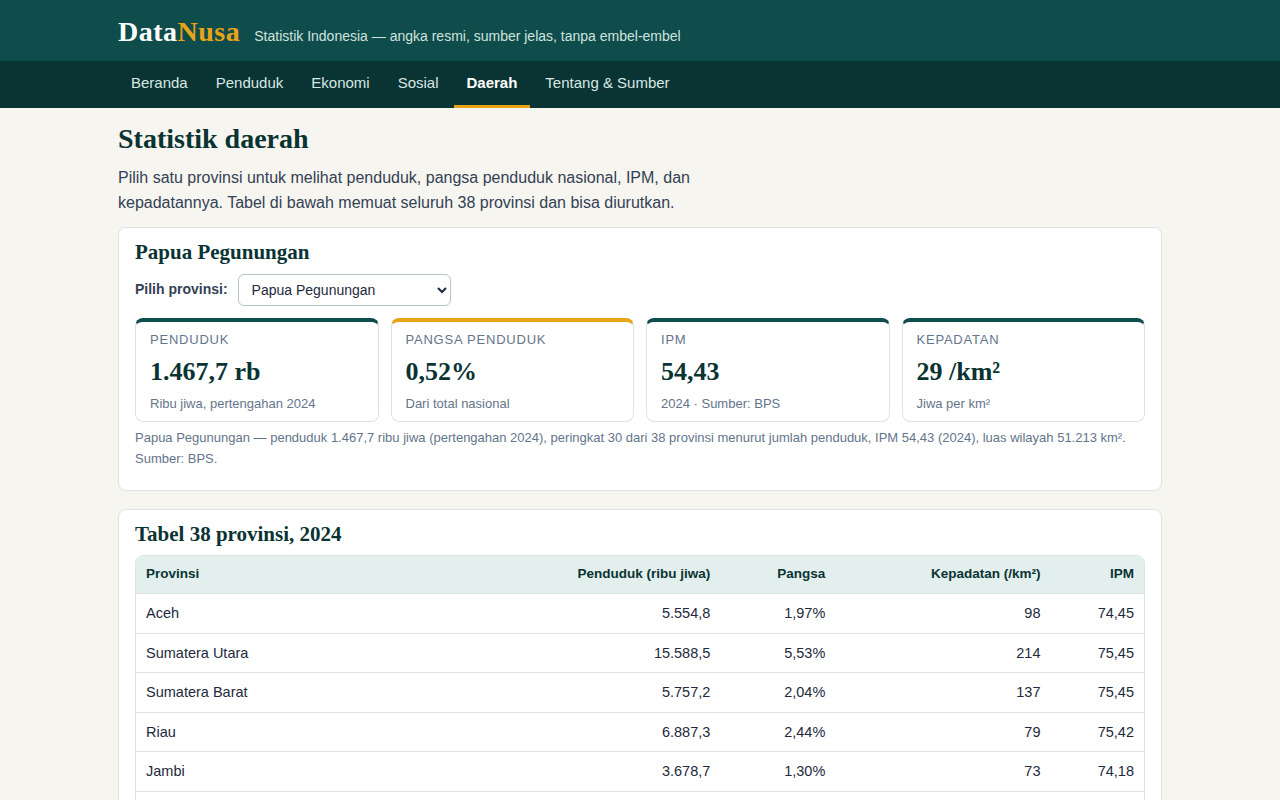 DataNusa Statistik Indonesia — angka resmi, sumber jelas, tanpa embel-embel
Beranda Penduduk Ekonomi Sosial Daerah Tentang & Sumber
Statistik daerah
Pilih satu provinsi untuk melihat penduduk, pangsa penduduk nasional, IPM, dan
kepadatannya. Tabel di bawah memuat seluruh 38 provinsi dan bisa diurutkan.
Papua Pegunungan
Pilih provinsi: Papua Pegunungan
PENDUDUK PANGSA PENDUDUK IPM KEPADATAN
1.467,7 rb 0,52% 54,43 29 /km²
Ribu jiwa, pertengahan 2024 Dari total nasional 2024 · Sumber: BPS Jiwa per km²
Papua Pegunungan — penduduk 1.467,7 ribu jiwa (pertengahan 2024), peringkat 30 dari 38 provinsi menurut jumlah penduduk, IPM 54,43 (2024), luas wilayah 51.213 km².
Sumber: BPS.
Tabel 38 provinsi, 2024
Provinsi Penduduk (ribu jiwa) Pangsa Kepadatan (/km²) IPM
Aceh 5.554,8 1,97% 98 74,45
Sumatera Utara 15.588,5 5,53% 214 75,45
Sumatera Barat 5.757,2 2,04% 137 75,45
Riau 6.887,3 2,44% 79 75,42
Jambi 3.678,7 1,30% 73 74,18